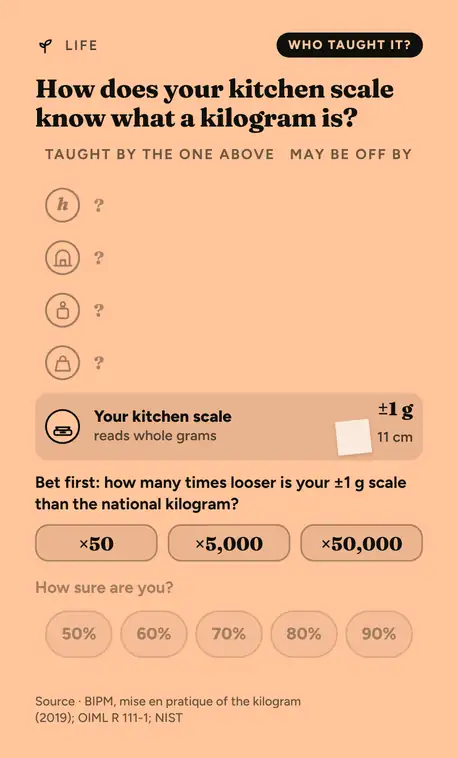 LIFE
WHO TAUGHT IT?
How does your kitchen scale
know what a kilogram is?
TAUGHT BY THE ONE ABOVE MAY BE OFF BY
h ?
?
?
?
Your kitchen scale
reads whole grams
±1 g
11 cm
Bet first: how many times looser is your ±1 g scale
than the national kilogram?
×50 ×5,000 ×50,000
How sure are you?
50% 60% 70% 80% 90%
Source · BIPM, mise en pratique of the kilogram
(2019); OIML R 111-1; NIST